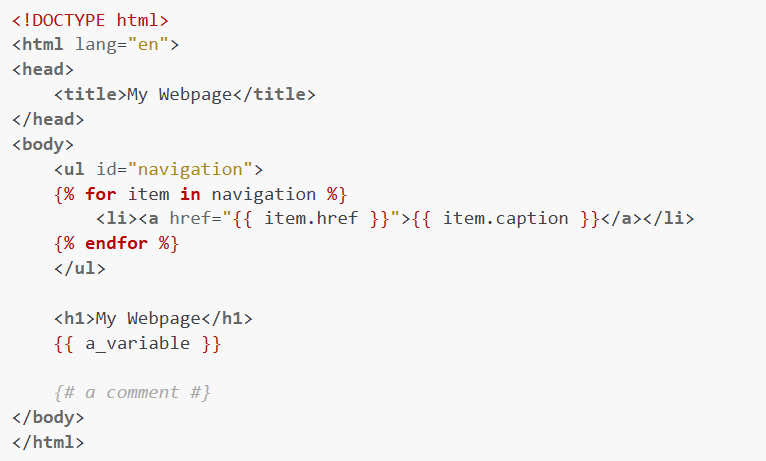 <!DOCTYPE html>
<html lang="en">
<head>
    <title>My Webpage</title>
</head>
<body>
    <ul id="navigation">
    {% for item in navigation %}
        <li><a href="{{ item.href }}">{{ item.caption }}</a></li>
    {% endfor %}
    </ul>

    <h1>My Webpage</h1>
    {{ a_variable }}

    {# a comment #}
</body>
</html>